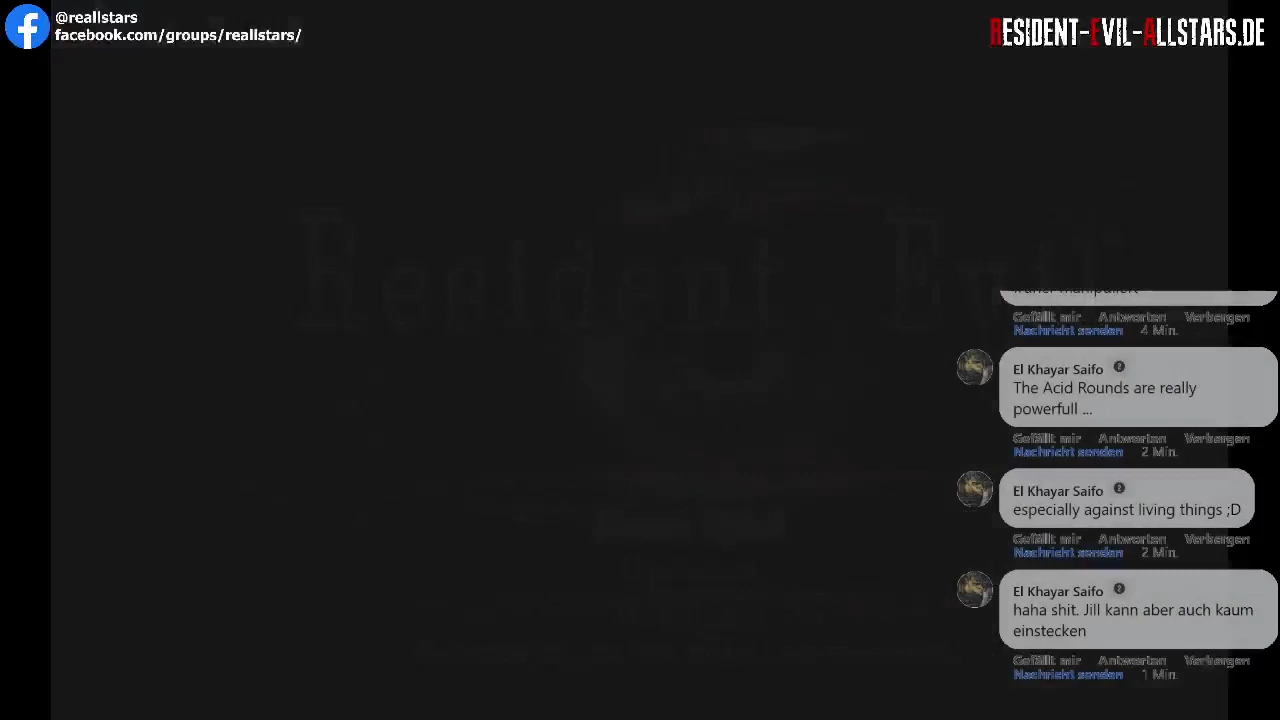 @reallstars
facebook.com/groups/reallstars/
RESIDENT-EVIL-ALLSTARS.DE
Resident Evil
Gefällt mir Antworten Verbergen
Nachricht senden 4 Min.
El Khayar Saifo
The Acid Rounds are really
powerfull ...
Gefällt mir Antworten Verbergen
Nachricht senden 2 Min.
El Khayar Saifo
especially against living things ;D
Gefällt mir Antworten Verbergen
Nachricht senden 2 Min.
El Khayar Saifo
haha shit. Jill kann aber auch kaum
einstecken
Gefällt mir Antworten Verbergen
Nachricht senden 1 Min.